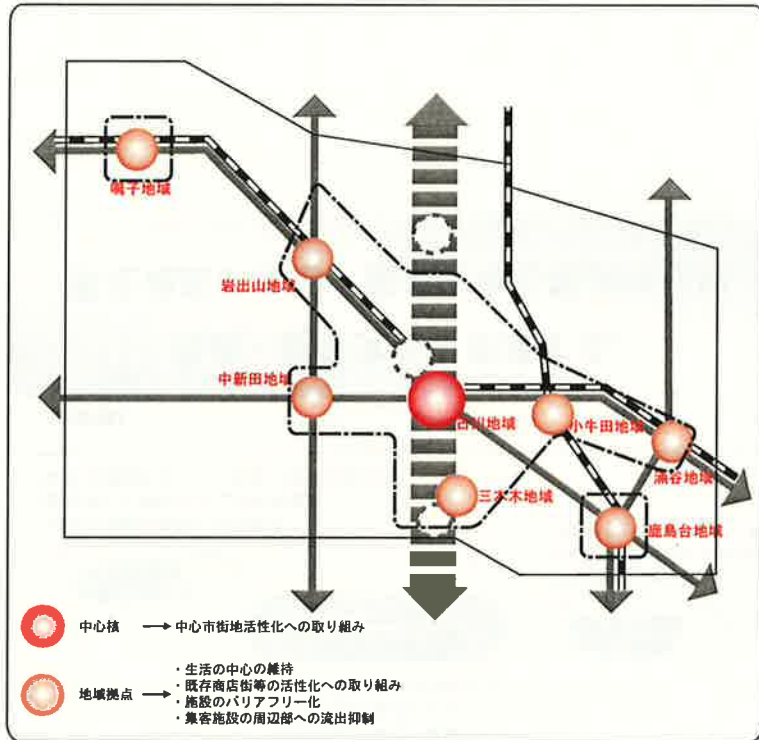 鳴子地域
岩出山地域
中新田地域
古川地域
小牛田地域
涌谷地域
三本木地域
鹿島台地域
中心核 → 中心市街地活性化への取り組み
地域拠点 →
・生活の中心の維持
・既存商店街等の活性化への取り組み
・施設のバリアフリー化
・集客施設の周辺部への流出抑制